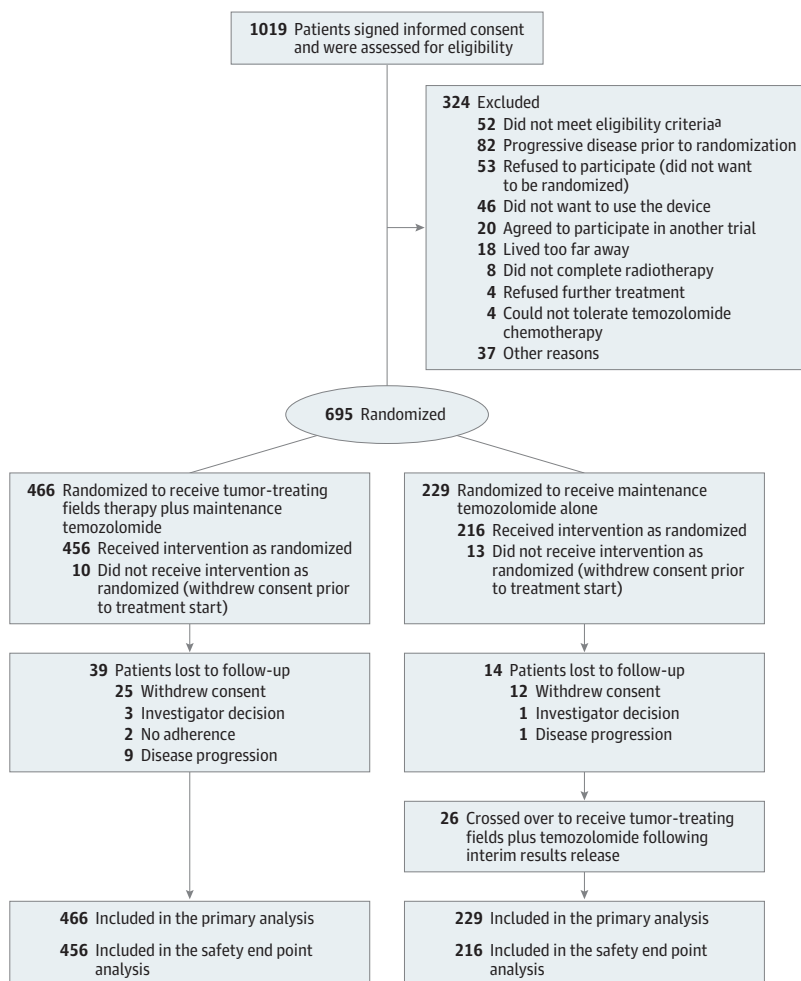 1019 Patients signed informed consent
and were assessed for eligibility
324 Excluded
52 Did not meet eligibility criteriaa
82 Progressive disease prior to randomization
53 Refused to participate (did not want
to be randomized)
46 Did not want to use the device
20 Agreed to participate in another trial
18 Lived too far away
8 Did not complete radiotherapy
4 Refused further treatment
4 Could not tolerate temozolomide
chemotherapy
37 Other reasons
695 Randomized
466 Randomized to receive tumor-treating
fields therapy plus maintenance
temozolomide
456 Received intervention as randomized
10 Did not receive intervention as
randomized (withdrew consent prior
to treatment start)
229 Randomized to receive maintenance
temozolomide alone
216 Received intervention as randomized
13 Did not receive intervention as
randomized (withdrew consent prior
to treatment start)
39 Patients lost to follow-up
25 Withdrew consent
3 Investigator decision
2 No adherence
9 Disease progression
14 Patients lost to follow-up
12 Withdrew consent
1 Investigator decision
1 Disease progression
26 Crossed over to receive tumor-treating
fields plus temozolomide following
interim results release
466 Included in the primary analysis
456 Included in the safety end point
analysis
229 Included in the primary analysis
216 Included in the safety end point
analysis